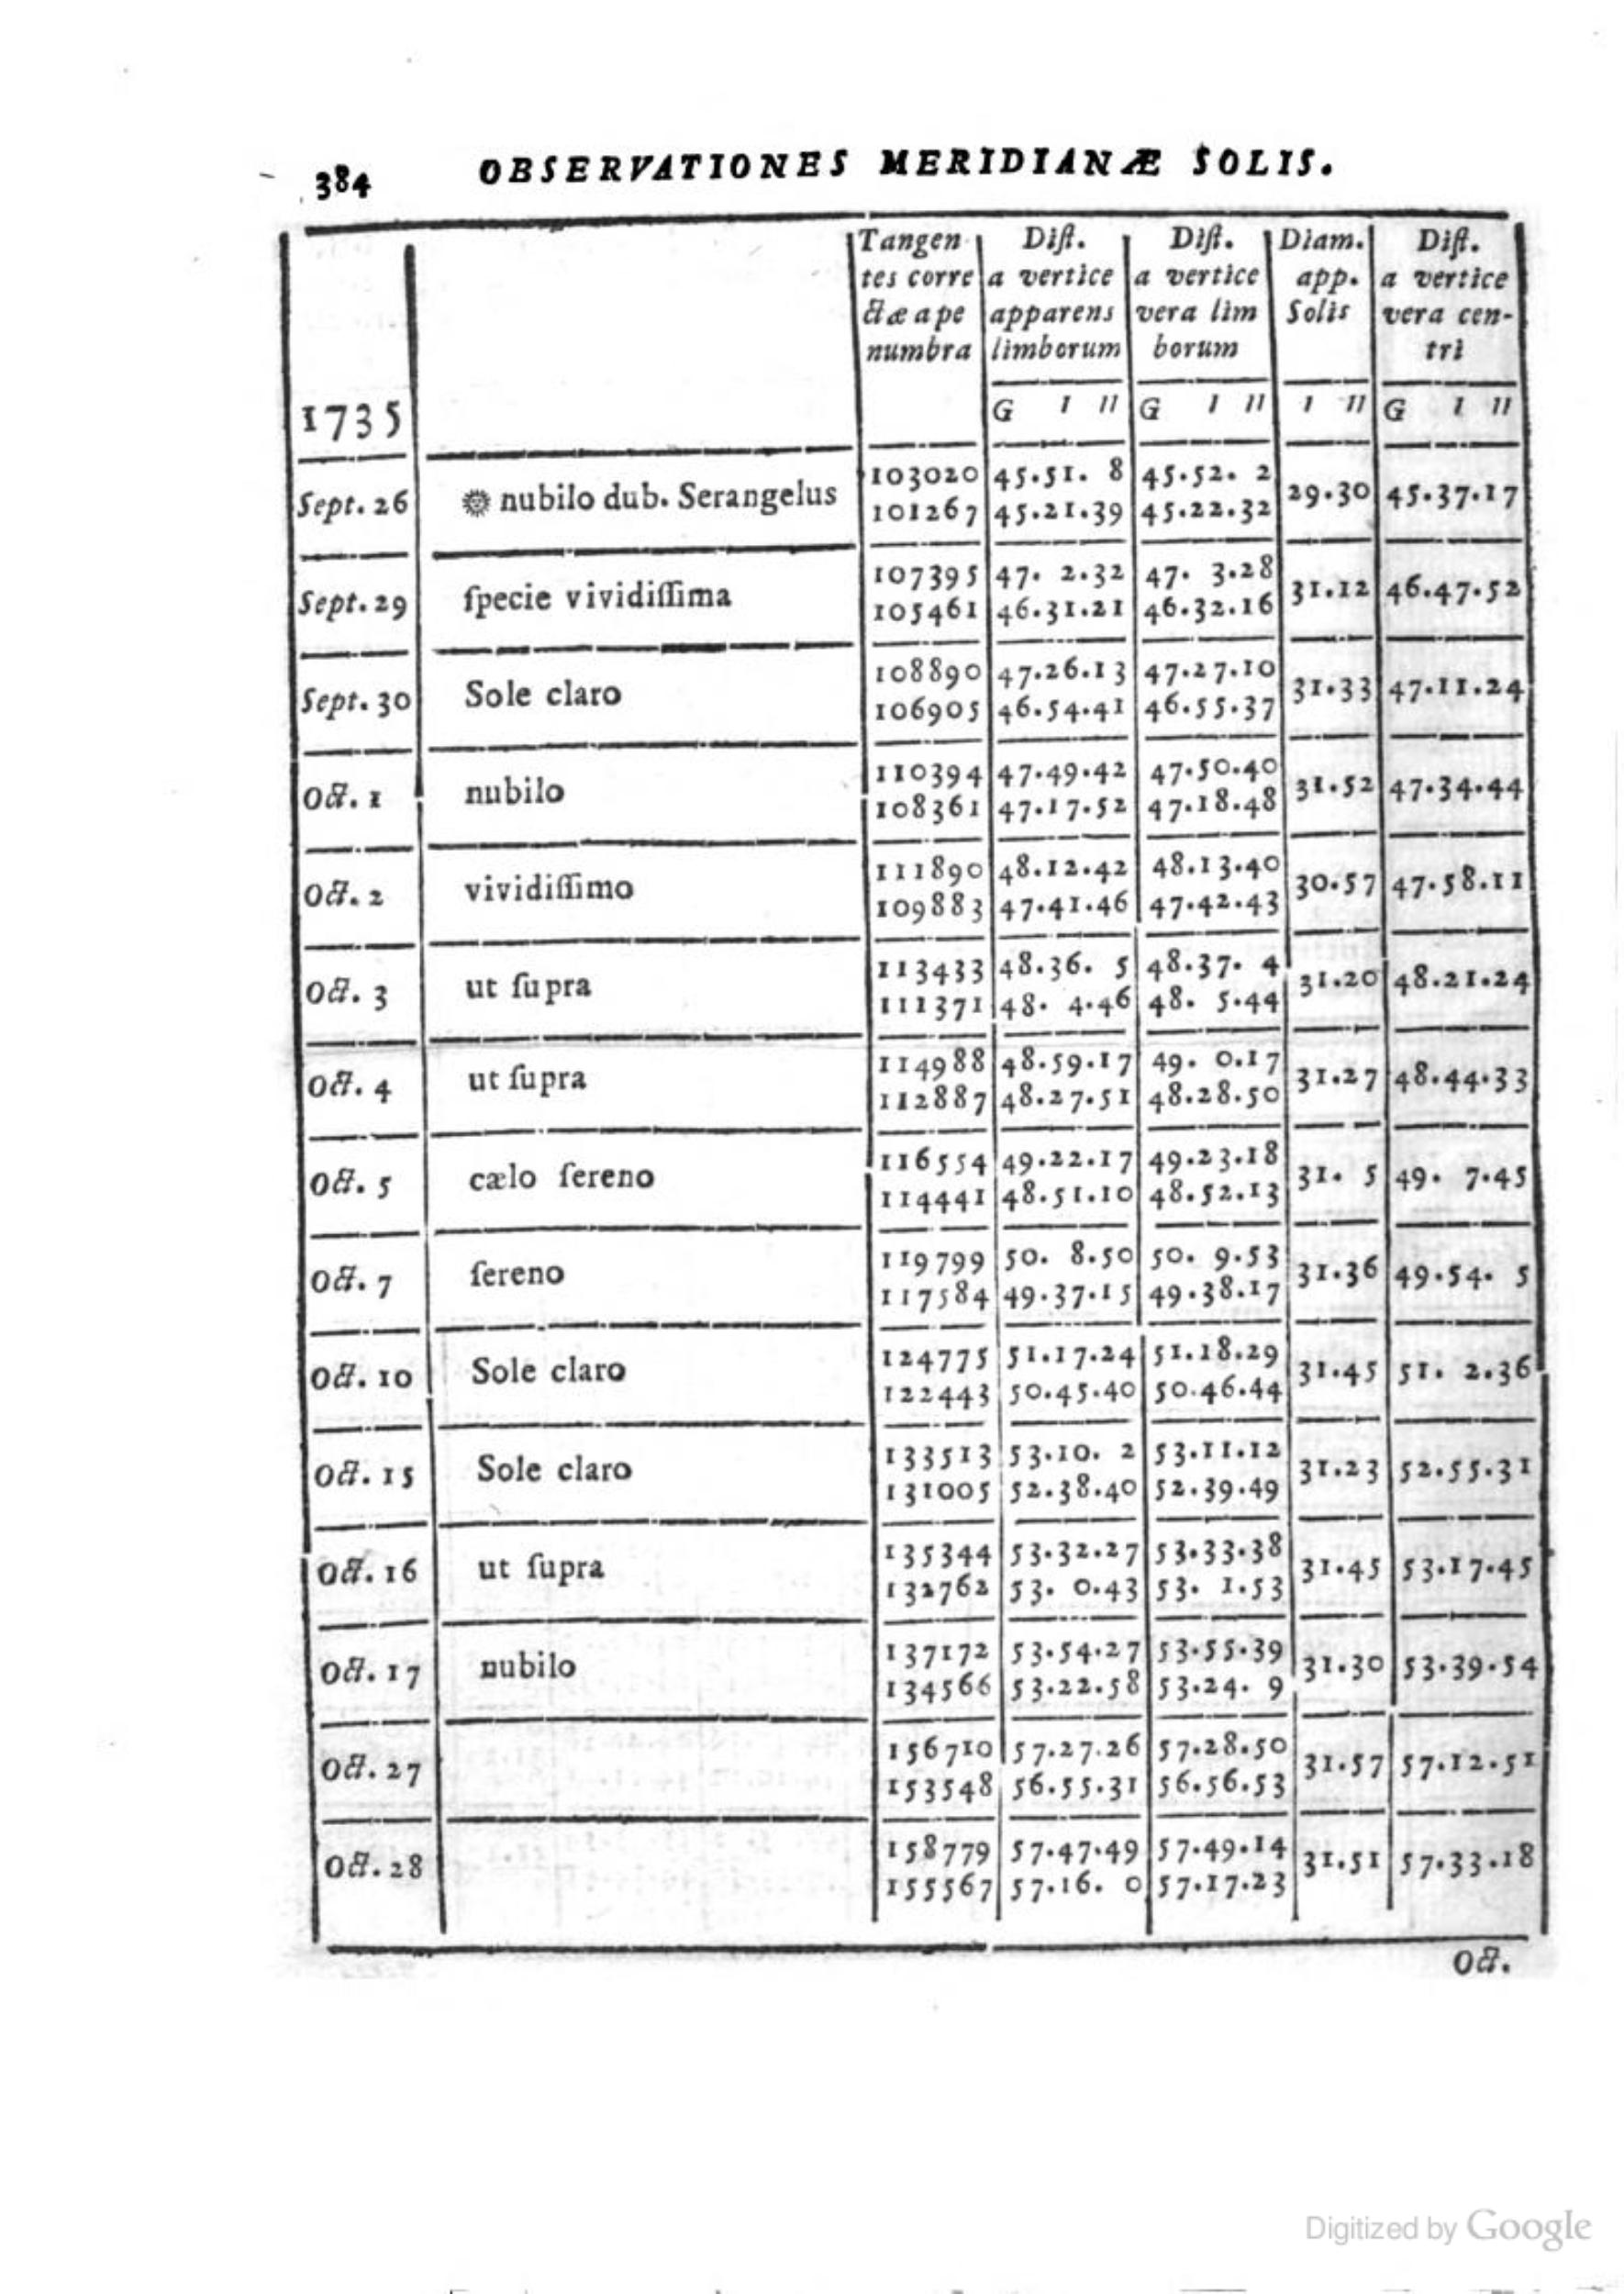 384 OBSERVATIONES MERIDIANÆ SOLIS.
Tangen Diſt. Diſt. Diam. Diſt.
tes corre a vertice a vertice app. a vertice
ctæ a pe apparens vera lim Solis vera cen-
numbra limborum borum tri
1735 G I II G I II I II G I II
103020 45.51. 8 45.52. 2
Sept. 26 nubilo dub. Serangelus 29.30 45.37.17
101267 45.21.39 45.22.32
107395 47. 2.32 47. 3.28
Sept. 29 ſpecie vividiſſima 31.12 46.47.52
105461 46.31.21 46.32.16
108890 47.26.13 47.27.10
Sept. 30 Sole claro 31.33 47.11.24
106905 46.54.41 46.55.37
110394 47.49.42 47.50.40
Oct. 1 nubilo 31.52 47.34.44
108361 47.17.52 47.18.48
111890 48.12.42 48.13.40
Oct. 2 vividiſſimo 30.57 47.58.11
109883 47.41.46 47.42.43
113433 48.36. 5 48.37. 4
Oct. 3 ut ſupra 31.20 48.21.24
111371 48. 4.46 48. 5.44
114988 48.59.17 49. 0.17
Oct. 4 ut ſupra 31.27 48.44.33
112887 48.27.51 48.28.50
116554 49.22.17 49.23.18
Oct. 5 cælo ſereno 31. 5 49. 7.45
114441 48.51.10 48.52.13
119799 50. 8.50 50. 9.53
Oct. 7 ſereno 31.36 49.54. 5
117584 49.37.15 49.38.17
124775 51.17.24 51.18.29
Oct. 10 Sole claro 31.45 51. 2.36
122443 50.45.40 50.46.44
133513 53.10. 2 53.11.12
Oct. 15 Sole claro 31.23 52.55.31
131005 52.38.40 52.39.49
135344 53.32.27 53.33.38
Oct. 16 ut ſupra 31.45 53.17.45
132762 53. 0.43 53. 1.53
137172 53.54.27 53.55.39
Oct. 17 nubilo 31.30 53.39.54
134566 53.22.58 53.24. 9
156710 57.27.26 57.28.50
Oct. 27 31.57 57.12.51
153548 56.55.31 56.56.53
158779 57.47.49 57.49.14
Oct. 28 31.51 57.33.18
155567 57.16. 0 57.17.23
Oct.
Digitized by Google